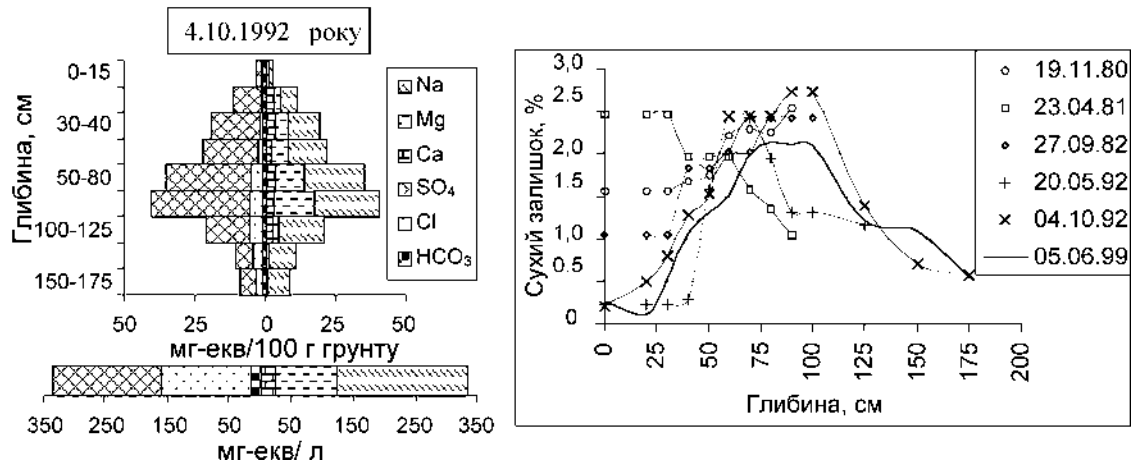 4.10.1992 року
Глибина, см
0-15
30-40
50-80
100-125
150-175
50 25 0 25 50
мг-екв/100 г грунту
Na
Mg
Ca
SO₄
Cl
HCO₃
350 250 150 50 50 150 250 350
мг-екв/ л
Сухий запишок, %
3,0
2.5
2,0
1.5
1,0
0.5
0
0 25 50 75 100 125 150 175 200
Глибина, см
19.11.80
23.04.81
27.09.82
20.05.92
04.10.92
05.06.99